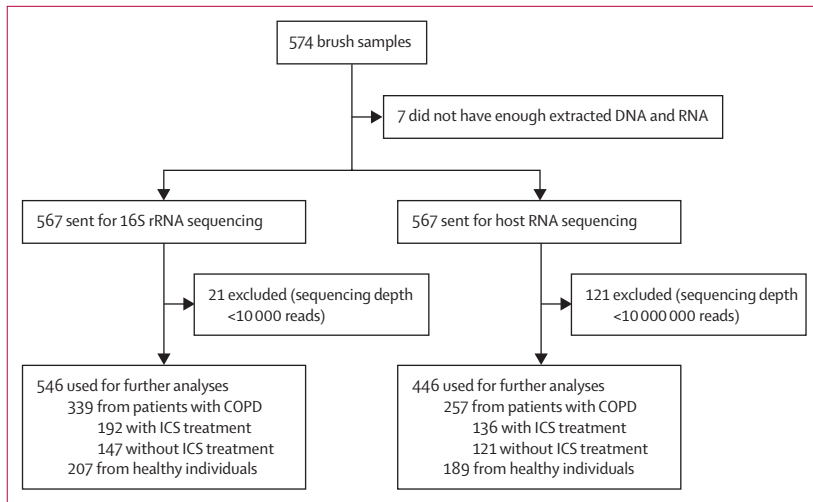 574 brush samples
7 did not have enough extracted DNA and RNA
567 sent for 16S rRNA sequencing
567 sent for host RNA sequencing
21 excluded (sequencing depth
<10 000 reads)
121 excluded (sequencing depth
<10 000 000 reads)
546 used for further analyses
339 from patients with COPD
192 with ICS treatment
147 without ICS treatment
207 from healthy individuals
446 used for further analyses
257 from patients with COPD
136 with ICS treatment
121 without ICS treatment
189 from healthy individuals